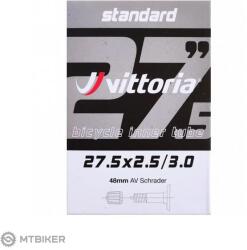 standard
27.5"
vittoria
bicycle inner tube
27.5x2.5/3.0
48mm AV Schrader
MTBIKER